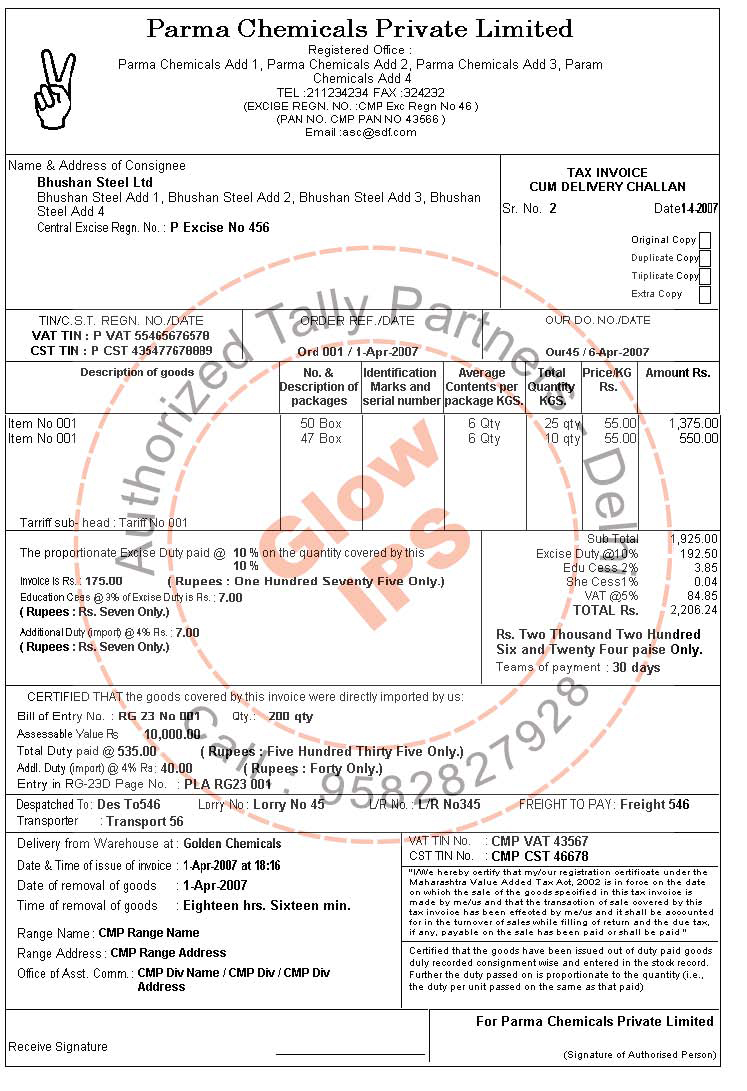 Parma Chemicals Private Limited
Registered Office :
Parma Chemicals Add 1, Parma Chemicals Add 2, Parma Chemicals Add 3, Param
Chemicals Add 4
TEL :211234234 FAX :324232
(EXCISE REGN. NO. :CMP Exc Regn No 46 )
(PAN NO. CMP PAN NO 43566 )
Email :asc@sdf.com
Name & Address of Consignee
Bhushan Steel Ltd
Bhushan Steel Add 1, Bhushan Steel Add 2, Bhushan Steel Add 3, Bhushan
Steel Add 4
Central Excise Regn. No. : P Excise No 456
TAX INVOICE
CUM DELIVERY CHALLAN
Sr. No. 2 Date 1-4-2007
Original Copy
Duplicate Copy
Triiplicate Copy
Extra Copy
TIN/C.S.T. REGN. NO./DATE ORDER REF./DATE OUR DO. NO./DATE
VAT TIN : P VAT 55465676578
CST TIN : P CST 435477678899 Ord 001 / 1-Apr-2007 Our45 / 6-Apr-2007
Description of goods No. & Identification Average Total Price/KG Amount Rs.
Description of Marks and Contents per Quantity Rs.
packages serial number package KGS. KGS.
Item No 001 50 Box 6 Qty 25 qty 55.00 1,375.00
Item No 001 47 Box 6 Qty 10 qty 55.00 550.00
Tarriff sub- head : Tarriff No 001
Sub Total 1,925.00
Excise Duty @10% 192.50
Edu Cess 2% 3.85
She Cess1% 0.04
VAT @5% 84.85
TOTAL Rs. 2,206.24
Rs. Two Thousand Two Hundred
Six and Twenty Four paise Only.
Teams of payment : 30 days
The proportionate Excise Duty paid @ 10 % on the quantity covered by this
10 %
Invoice Is Rs. : 175.00 ( Rupees : One Hundred Seventy Five Only.)
Education Cess @ 3% of Excise Duty is Rs. : 7.00
( Rupees : Rs. Seven Only.)
Additional Duty (import) @ 4% Rs. : 7.00
( Rupees : Rs. Seven Only.)
CERTIFIED THAT the goods covered by this invoice were directly imported by us:
Bill of Entry No. : RG 23 No 001 Qty.: 200 qty
Assessable Value Rs 10,000.00
Total Duty paid @ 535.00 ( Rupees : Five Hundred Thirty Five Only.)
Addl. Duty (import) @ 4% Rs: 40.00 ( Rupees : Forty Only.)
Entry in RG-23D Page No. : PLA RG23 001
Despatched To: Des To546 Lorry No: Lorry No 45 L/R No. : L/R No345 FREIGHT TO PAY: Freight 546
Transporter : Transport 56
Delivery from Warehouse at : Golden Chemicals
Date & Time of issue of invoice : 1-Apr-2007 at 18:16
Date of removal of goods : 1-Apr-2007
Time of removal of goods : Eighteen hrs. Sixteen min.
Range Name : CMP Range Name
Range Address : CMP Range Address
Office of Asst. Comm. : CMP Div Name / CMP Div / CMP Div
Address
VAT TIN No. : CMP VAT 43567
CST TIN No. : CMP CST 46678
"I/We hereby certify that my/our registration certificate under the
Maharashtra Value Added Tax Act, 2002 is in force on the date
on which the sale of the goods specified in this tax invoice is
made by me/us and that the transaction of sale covered by this
tax invoice has been effected by me/us and it shall be accounted
for in the turnover of sales while filling of return and the due tax,
if any, payable on the sale has been paid or shall be paid "
Certified that the goods have been issued out of duty paid goods
duly recorded consignment wise and entered in the stock record.
Further the duty passed on is proportionate to the quantity (i.e.,
the duty per unit passed on the same as that paid)
Receive Signature
For Parma Chemicals Private Limited
(Signature of Authorised Person)
Authorized Tally Partners - Delhi
Glow
IPS
Call : 9582827928